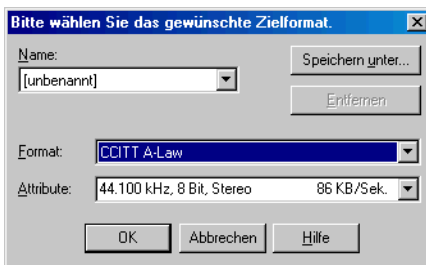 Bitte wählen Sie das gewünschte Zielformat.
Name:
[unbenannt]
Speichern unter...
Entfernen
Format:
CCITT A-Law
Attribute:
44.100 kHz, 8 Bit, Stereo 86 KB/Sek.
OK
Abbrechen
Hilfe